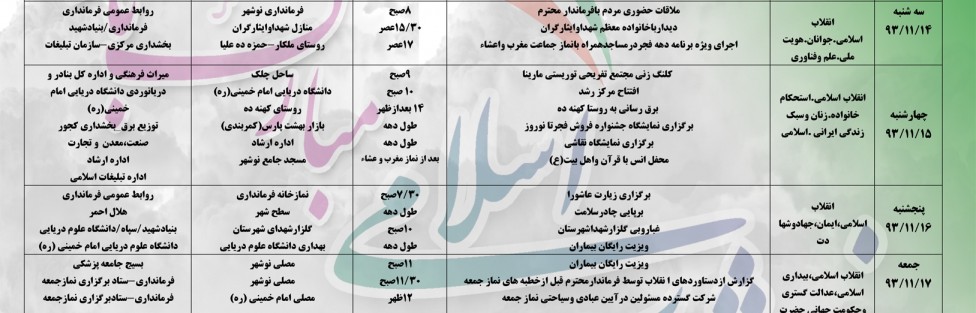 سه شنبه
۹۳/۱۱/۱۴
انقلاب
اسلامی.جوانان.هویت
ملی.علم وفناوری
ملاقات حضوری مردم بافرماندار محترم
دیدارباخانواده معظم شهداوایثارگران
اجرای ویژه برنامه دهه فجردرمساجدهمراه بانماز جماعت مغرب واعشاء
فرمانداری نوشهر
منازل شهداوایثارگران
روستای ملکار–حمزه ده علیا
۸صبح
۱۵/۳۰عصر
۱۷عصر
روابط عمومی فرمانداری
فرمانداری/بنیادشهید
بخشداری مرکزی–سازمان تبلیغات
چهارشنبه
۹۳/۱۱/۱۵
انقلاب اسلامی.استحکام
خانواده.زنان وسبک
زندگی ایرانی .اسلامی
کلنگ زنی مجتمع تفریحی توریستی مارینا
افتتاح مرکز رشد
برق رسانی به روستا کهنه ده
برگزاری نمایشگاه جشنواره فروش فجرتا نوروز
برگزاری نمایشگاه نقاشی
محفل انس با قرآن واهل بیت(ع)
ساحل چلک
دانشگاه دریایی امام خمینی(ره)
روستای کهنه ده
بازار بهشت پارس(کمربندی)
اداره ارشاد
مسجد جامع نوشهر
۹صبح
۱۰صبح
۱۴ بعدازظهر
طول دهه
طول دهه
بعد از نماز مغرب و عشاء
میراث فرهنگی و اداره کل بنادر و
دریانوردی دانشگاه دریایی امام
خمینی(ره)
توزیع برق بخشداری کجور
صنعت،معدن و تجارت
اداره ارشاد
اداره تبلیغات اسلامی
پنجشنبه
۹۳/۱۱/۱۶
انقلاب
اسلامی،ایمان،جهادوشها
دت
برگزاری زیارت عاشورا
برپایی چادرسلامت
غبارویی گلزارشهداشهرستان
ویزیت رایگان بیماران
نمازخانه فرمانداری
سطح شهر
گلزارشهدای شهرستان
بهداری دانشگاه علوم دریایی
۷/۳۰صبح
طول دهه
۱۰صبح
طول دهه
روابط عمومی فرمانداری
هلال احمر
بنیادشهید/سپاه/دانشگاه علوم دریایی
دانشگاه علوم دریایی امام خمینی (ره)
جمعه
۹۳/۱۱/۱۷
انقلاب اسلامی،بیداری
اسلامی،عدالت گستری
وحکومت جهانی حضرت
ویزیت رایگان بیماران
گزارش ازدستاوردهای انقلاب توسط فرماندارمحترم قبل ازخطبه های نماز جمعه
شرکت گسترده مسئولین درآیین عبادی وسیاحتی نماز جمعه
مصلی نوشهر
مصلی نوشهر
مصلی امام خمینی (ره)
۱۱صبح
۱۱/۳۰صبح
۱۲ظهر
بسیج جامعه پزشکی
فرمانداری–ستاد برگزاری نمازجمعه
فرمانداری–ستادبرگزاری نمازجمعه